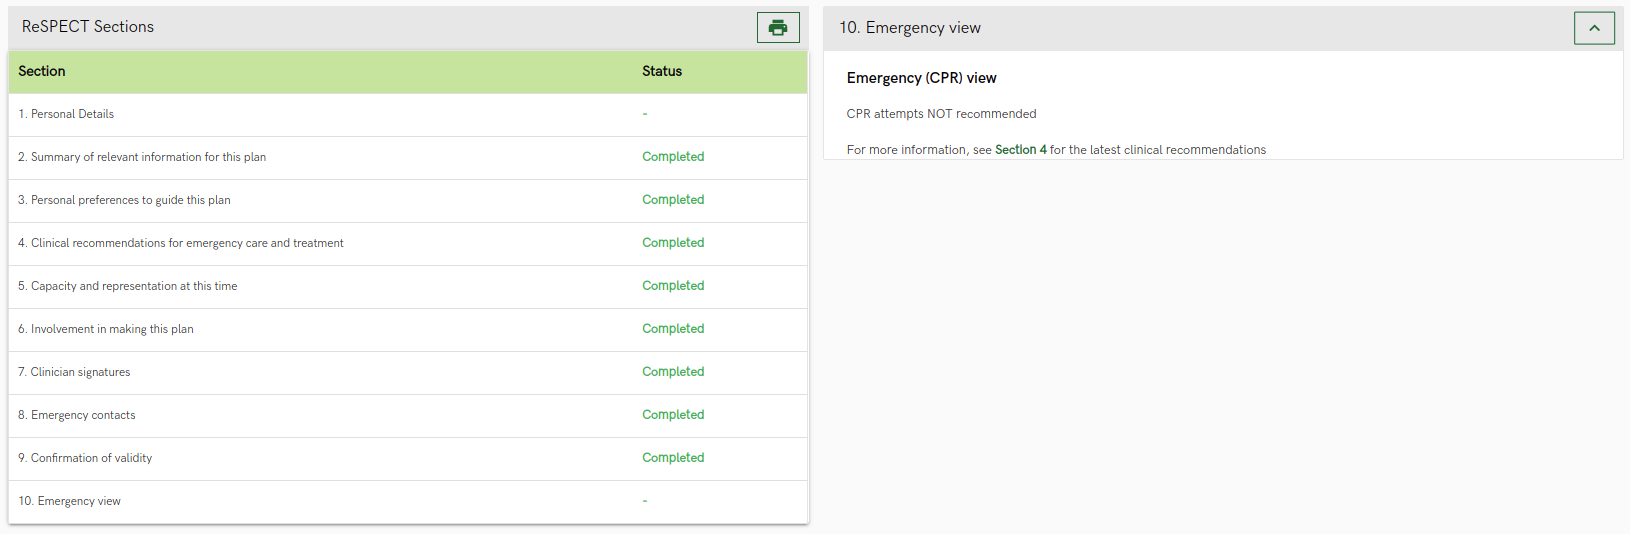 ReSPECT Sections
Section Status
1. Personal Details -
2. Summary of relevant information for this plan Completed
3. Personal preferences to guide this plan Completed
4. Clinical recommendations for emergency care and treatment Completed
5. Capacity and representation at this time Completed
6. Involvement in making this plan Completed
7. Clinician signatures Completed
8. Emergency contacts Completed
9. Confirmation of validity Completed
10. Emergency view -
10. Emergency view
Emergency (CPR) view
CPR attempts NOT recommended
For more information, see Section 4 for the latest clinical recommendations